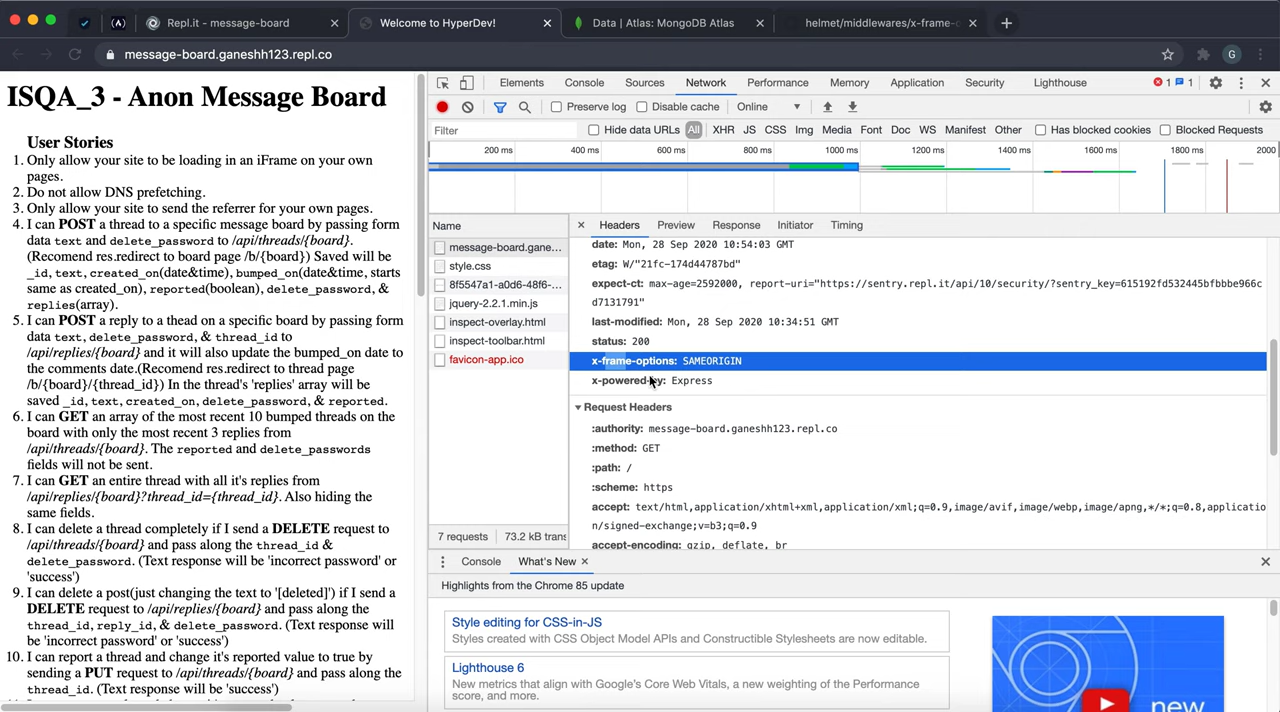 Repl.it - message-board
Welcome to HyperDev!
Data | Atlas: MongoDB Atlas
helmet/middlewares/x-frame-
message-board.ganeshh123.repl.co
G
ISQA_3 - Anon Message Board
User Stories
1. Only allow your site to be loading in an iFrame on your own
pages.
2. Do not allow DNS prefetching.
3. Only allow your site to send the referrer for your own pages.
4. I can POST a thread to a specific message board by passing form
data text and delete_password to /api/threads/{board}.
(Recomend res.redirect to board page /b/{board}) Saved will be
_id, text, created_on(date&time), bumped_on(date&time, starts
same as created_on), reported(boolean), delete_password, &
replies(array).
5. I can POST a reply to a thead on a specific board by passing form
data text, delete_password, & thread_id to
/api/replies/{board} and it will also update the bumped_on date to
the comments date.(Recomend res.redirect to thread page
/b/{board}/{thread_id}) In the thread's 'replies' array will be
saved _id, text, created_on, delete_password, & reported.
6. I can GET an array of the most recent 10 bumped threads on the
board with only the most recent 3 replies from
/api/threads/{board}. The reported and delete_passwords
fields will not be sent.
7. I can GET an entire thread with all it's replies from
/api/replies/{board}?thread_id={thread_id}. Also hiding the
same fields.
8. I can delete a thread completely if I send a DELETE request to
/api/threads/{board} and pass along the thread_id &
delete_password. (Text response will be 'incorrect password' or
'success')
9. I can delete a post(just changing the text to '[deleted]') if I send a
DELETE request to /api/replies/{board} and pass along the
thread_id, reply_id, & delete_password. (Text response will
be 'incorrect password' or 'success')
10. I can report a thread and change it's reported value to true by
sending a PUT request to /api/threads/{board} and pass along the
thread_id. (Text response will be 'success')
Elements Console Sources Network Performance Memory Application Security Lighthouse 1 1
Preserve log Disable cache Online
Filter Hide data URLs All XHR JS CSS Img Media Font Doc WS Manifest Other Has blocked cookies Blocked Requests
200 ms 400 ms 600 ms 800 ms 1000 ms 1200 ms 1400 ms 1600 ms 1800 ms 2000
Name
message-board.gane...
style.css
8f5547a1-a0d6-48f6-...
jquery-2.2.1.min.js
inspect-overlay.html
inspect-toolbar.html
favicon-app.ico
7 requests 73.2 kB trans
Headers Preview Response Initiator Timing
date: Mon, 28 Sep 2020 10:54:03 GMT
etag: W/"21fc-174d44787bd"
expect-ct: max-age=2592000, report-uri="https://sentry.repl.it/api/10/security/?sentry_key=615192fd532445bfbbbe966c
d7131791"
last-modified: Mon, 28 Sep 2020 10:34:51 GMT
status: 200
x-frame-options: SAMEORIGIN
x-powered-by: Express
Request Headers
:authority: message-board.ganeshh123.repl.co
:method: GET
:path: /
:scheme: https
accept: text/html,application/xhtml+xml,application/xml;q=0.9,image/avif,image/webp,image/apng,*/*;q=0.8,applicatio
n/signed-exchange;v=b3;q=0.9
accept-encoding: gzip, deflate, br
Console What's New
Highlights from the Chrome 85 update
Style editing for CSS-in-JS
Styles created with CSS Object Model APIs and Constructible Stylesheets are now editable.
Lighthouse 6
New metrics that align with Google's Core Web Vitals, a new weighting of the Performance
score, and more.
new